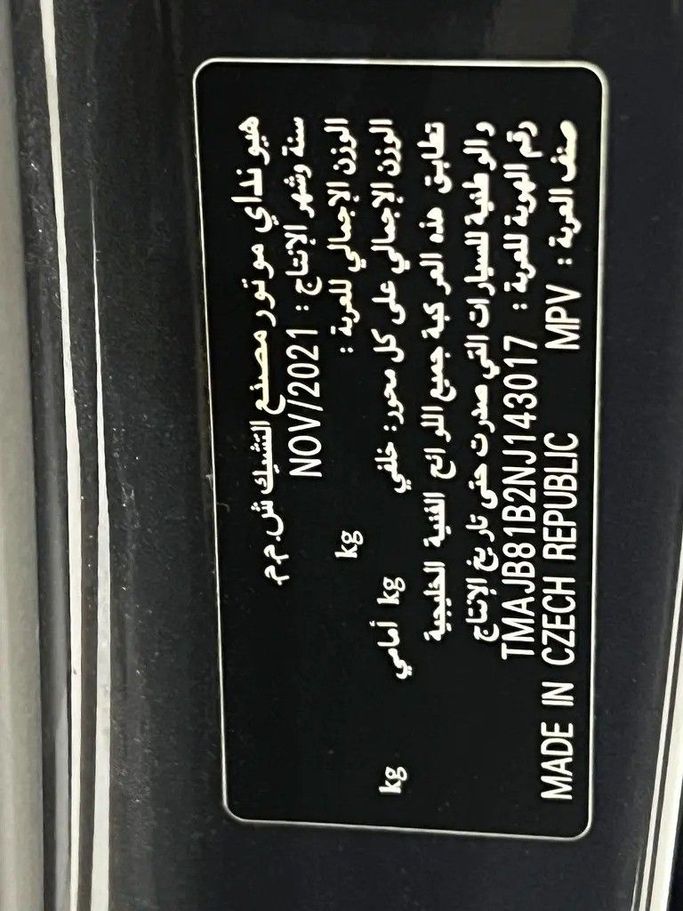 هيونداي موتور مصنع التشيك ش.م.م
سنة وشهر الإنتاج : NOV/2021
الوزن الإجمالي للعربة : kg
الوزن الإجمالي على كل محور: خلفي kg أمامي kg
تطابق هذه المركبة جميع اللوائح الفنية الخليجية
والوطنية للسيارات التي صدرت حتى تاريخ الإنتاج
رقم الهوية للعربة : TMAJB81B2NJ143017
صنف العربة : MPV MADE IN CZECH REPUBLIC